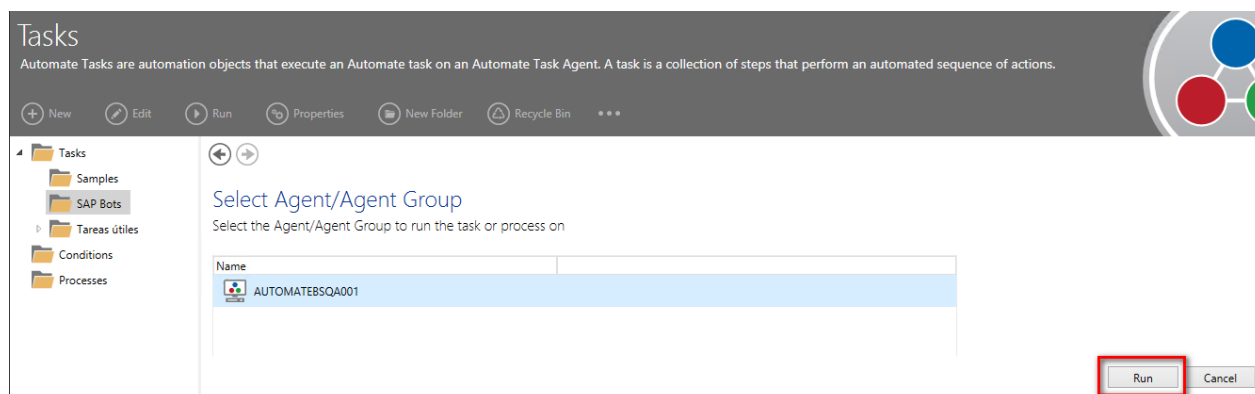 Tasks
Automate Tasks are automation objects that execute an Automate task on an Automate Task Agent. A task is a collection of steps that perform an automated sequence of actions.
New Edit Run Properties New Folder Recycle Bin
Tasks
Samples
SAP Bots
Tareas útiles
Conditions
Processes
Select Agent/Agent Group
Select the Agent/Agent Group to run the task or process on
Name
AUTOMATEBSQA001
Run Cancel